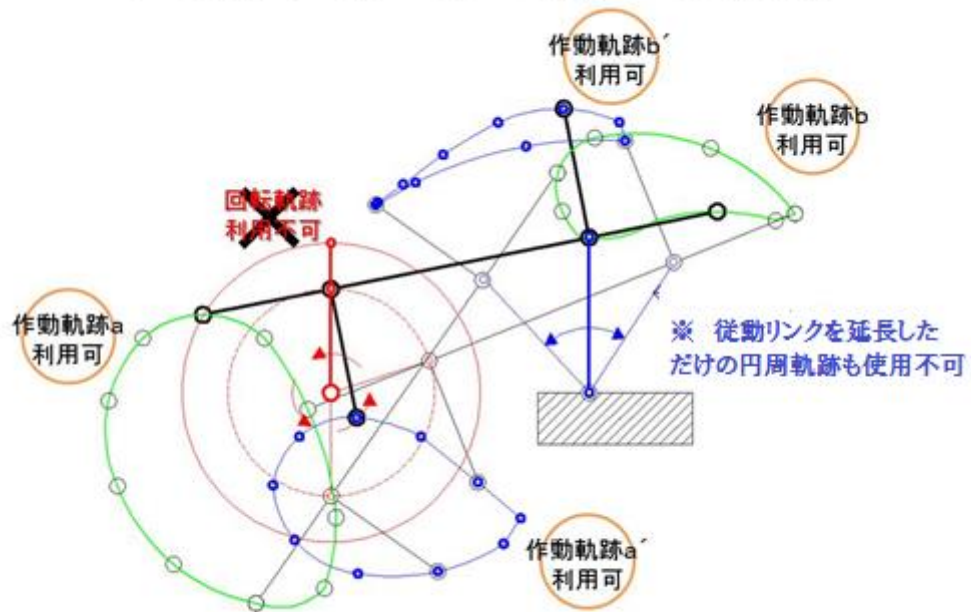 作動軌跡b´
利用可
作動軌跡b
利用可
回転軌跡
利用不可
作動軌跡a
利用可
※ 従動リンクを延長した
だけの円周軌跡も使用不可
作動軌跡a´
利用可